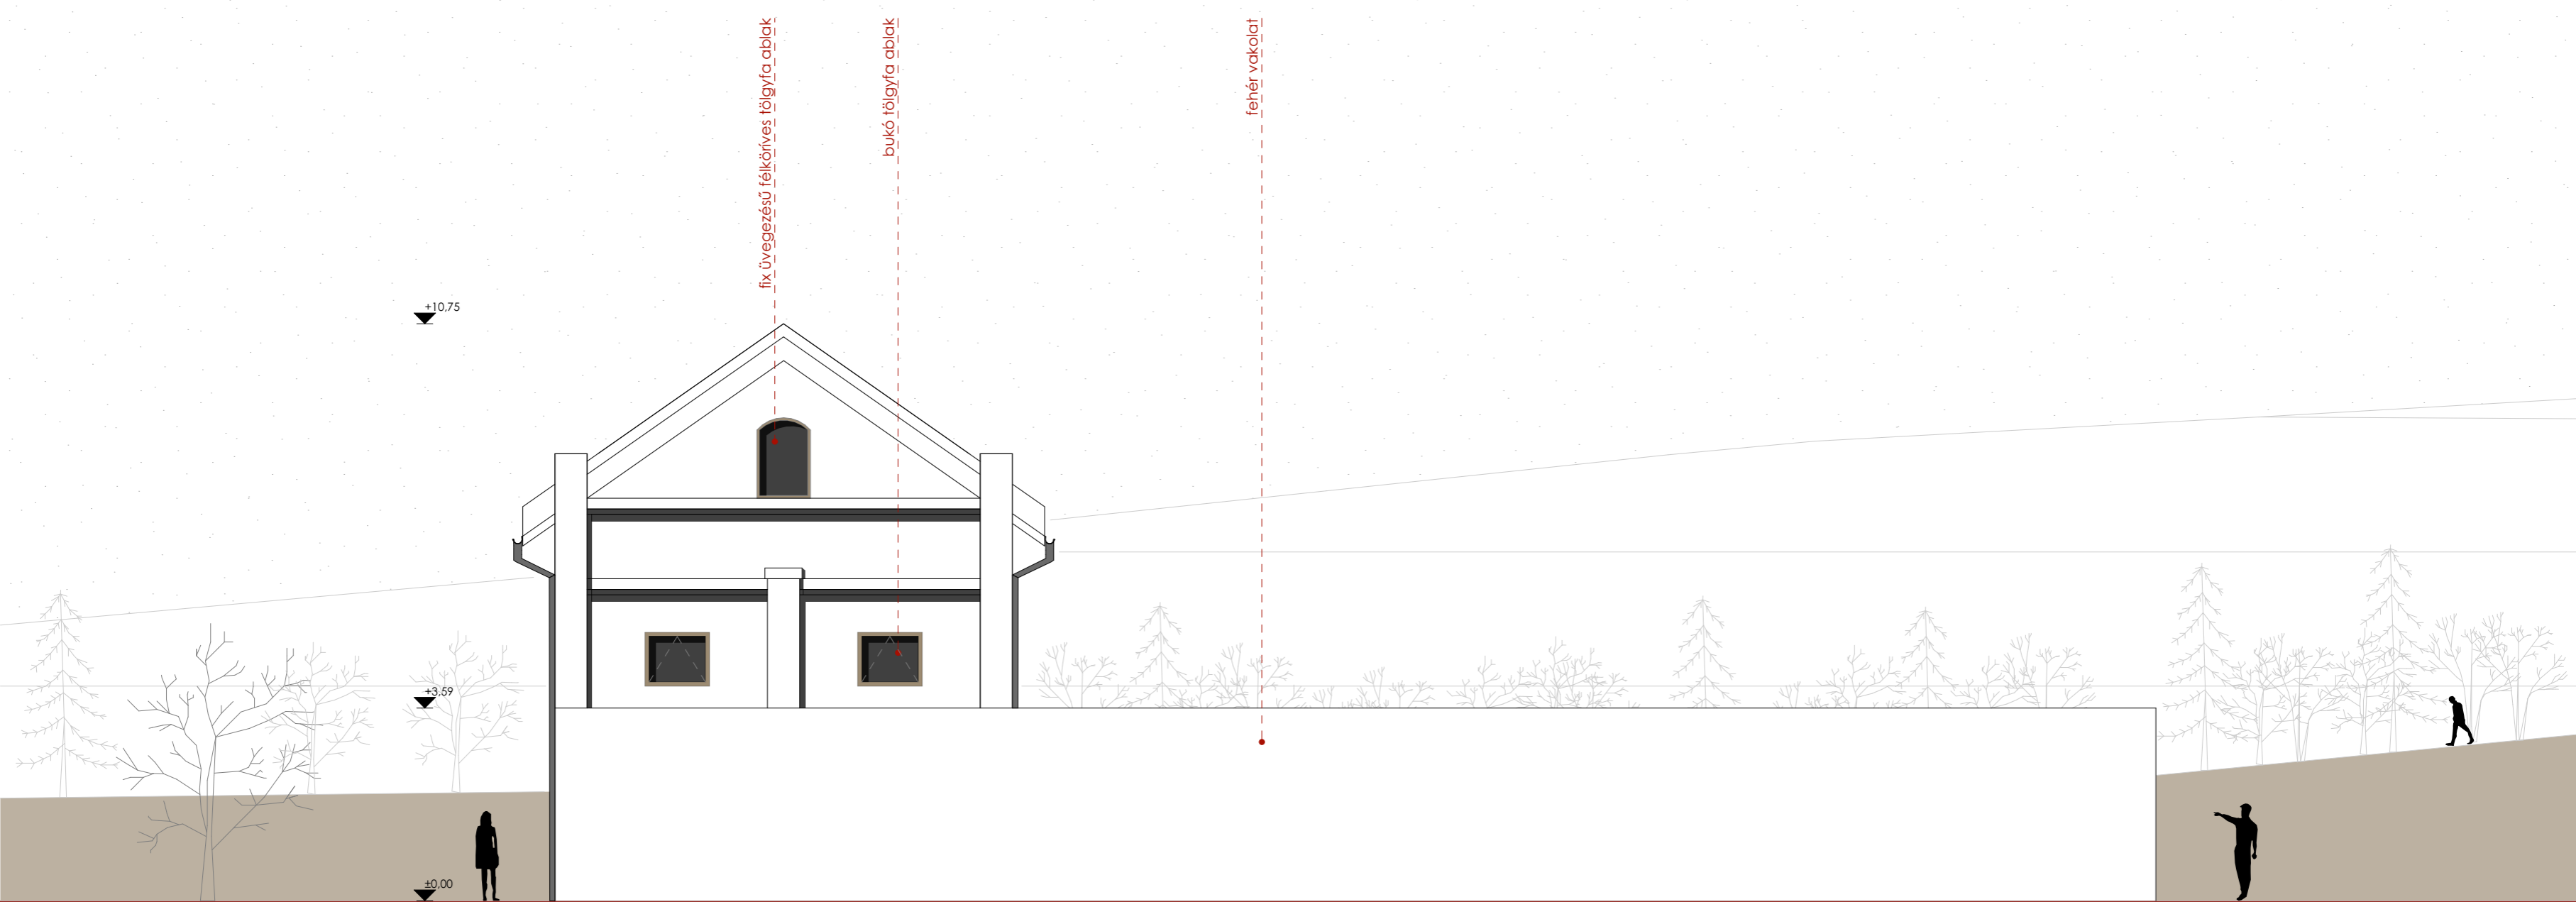 fix üvegezésű félköríves tölgyfa ablak
bukó tölgyfa ablak
fehér vakolat
+10,75
+3,59
±0,00